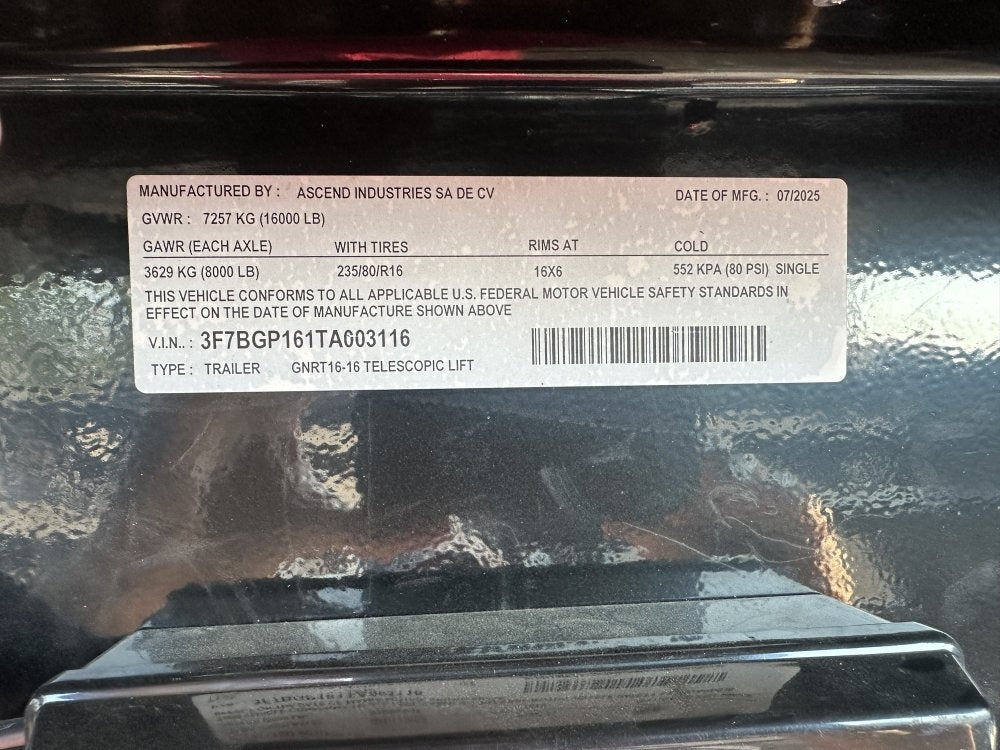 MANUFACTURED BY : ASCEND INDUSTRIES SA DE CV DATE OF MFG. : 07/2025
GVWR : 7257 KG (16000 LB)
GAWR (EACH AXLE) WITH TIRES RIMS AT COLD
3629 KG (8000 LB) 235/80/R16 16X6 552 KPA (80 PSI) SINGLE
THIS VEHICLE CONFORMS TO ALL APPLICABLE U.S. FEDERAL MOTOR VEHICLE SAFETY STANDARDS IN
EFFECT ON THE DATE OF MANUFACTURE SHOWN ABOVE
V.I.N.. : 3F7BGP161TA003116
TYPE : TRAILER GNRT16-16 TELESCOPIC LIFT